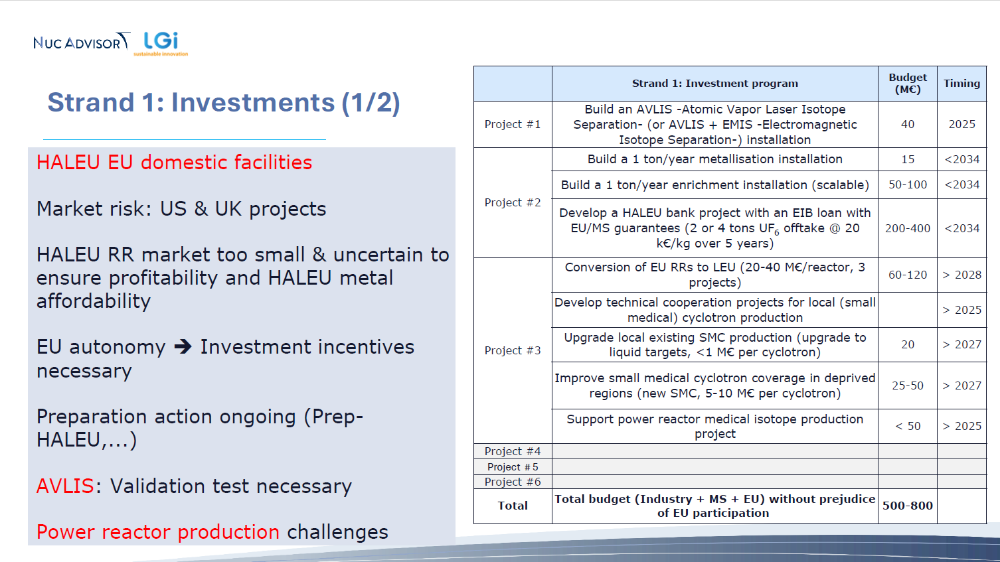 NUC ADVISOR
LGi
sustainable innovation
Strand 1: Investments (1/2)
HALEU EU domestic facilities
Market risk: US & UK projects
HALEU RR market too small & uncertain to
ensure profitability and HALEU metal
affordability
EU autonomy ➔ Investment incentives
necessary
Preparation action ongoing (Prep-
HALEU,...)
AVLIS: Validation test necessary
Power reactor production challenges
Strand 1: Investment program
Budget
(M€)
Timing
Project #1
Build an AVLIS -Atomic Vapor Laser Isotope
Separation- (or AVLIS + EMIS -Electromagnetic
Isotope Separation-) installation
40
2025
Project #2
Build a 1 ton/year metallisation installation
15
<2034
Build a 1 ton/year enrichment installation (scalable)
50-100
<2034
Develop a HALEU bank project with an EIB loan with
EU/MS guarantees (2 or 4 tons UF6 offtake @ 20
k€/kg over 5 years)
200-400
<2034
Project #3
Conversion of EU RRs to LEU (20-40 M€/reactor, 3
projects)
60-120
> 2028
Develop technical cooperation projects for local (small
medical) cyclotron production
> 2025
Upgrade local existing SMC production (upgrade to
liquid targets, <1 M€ per cyclotron)
20
> 2027
Improve small medical cyclotron coverage in deprived
regions (new SMC, 5-10 M€ per cyclotron)
25-50
> 2027
Support power reactor medical isotope production
project
< 50
> 2025
Project #4
Project #5
Project #6
Total
Total budget (Industry + MS + EU) without prejudice
of EU participation
500-800